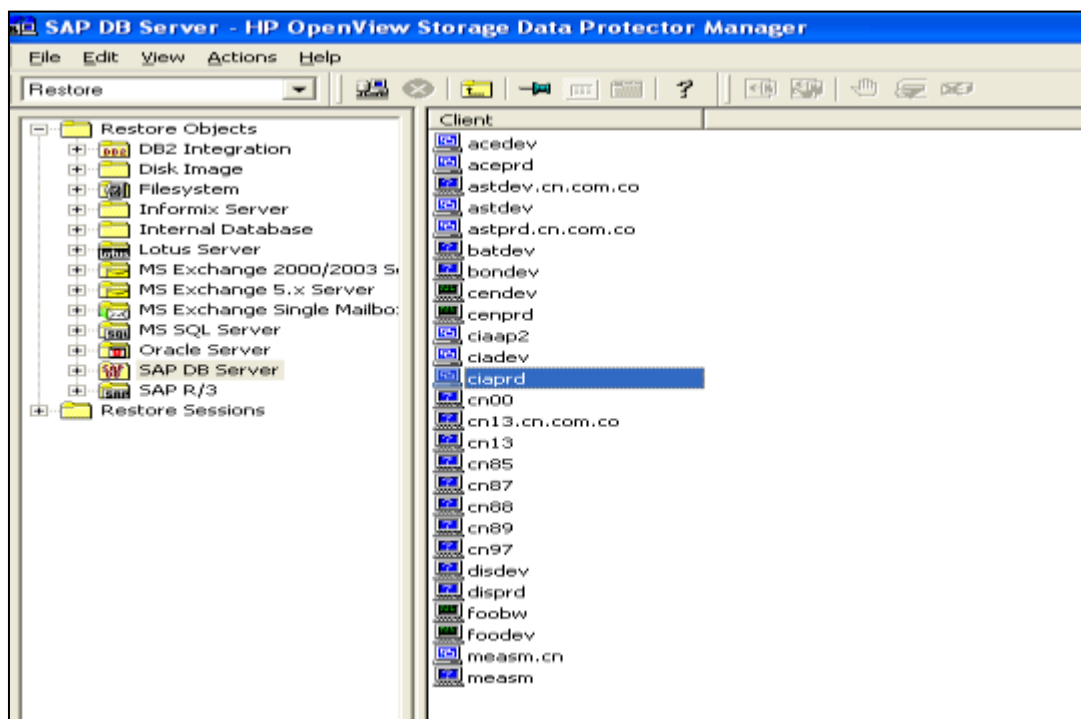 SAP DB Server - HP OpenView Storage Data Protector Manager
File Edit View Actions Help
Restore
Restore Objects
DB2 Integration
Disk Image
Filesystem
Informix Server
Internal Database
Lotus Server
MS Exchange 2000/2003 S
MS Exchange 5.x Server
MS Exchange Single Mailbo
MS SQL Server
Oracle Server
SAP DB Server
SAP R/3
Restore Sessions
Client
acedev
aceprd
astdev.cn.com.co
astdev
astprd.cn.com.co
batdev
bondev
cendev
cenprd
ciaap2
ciadev
ciaprd
cn00
cn13.cn.com.co
cn13
cn85
cn87
cn88
cn89
cn97
disdev
disprd
foobw
foodev
measm.cn
measm